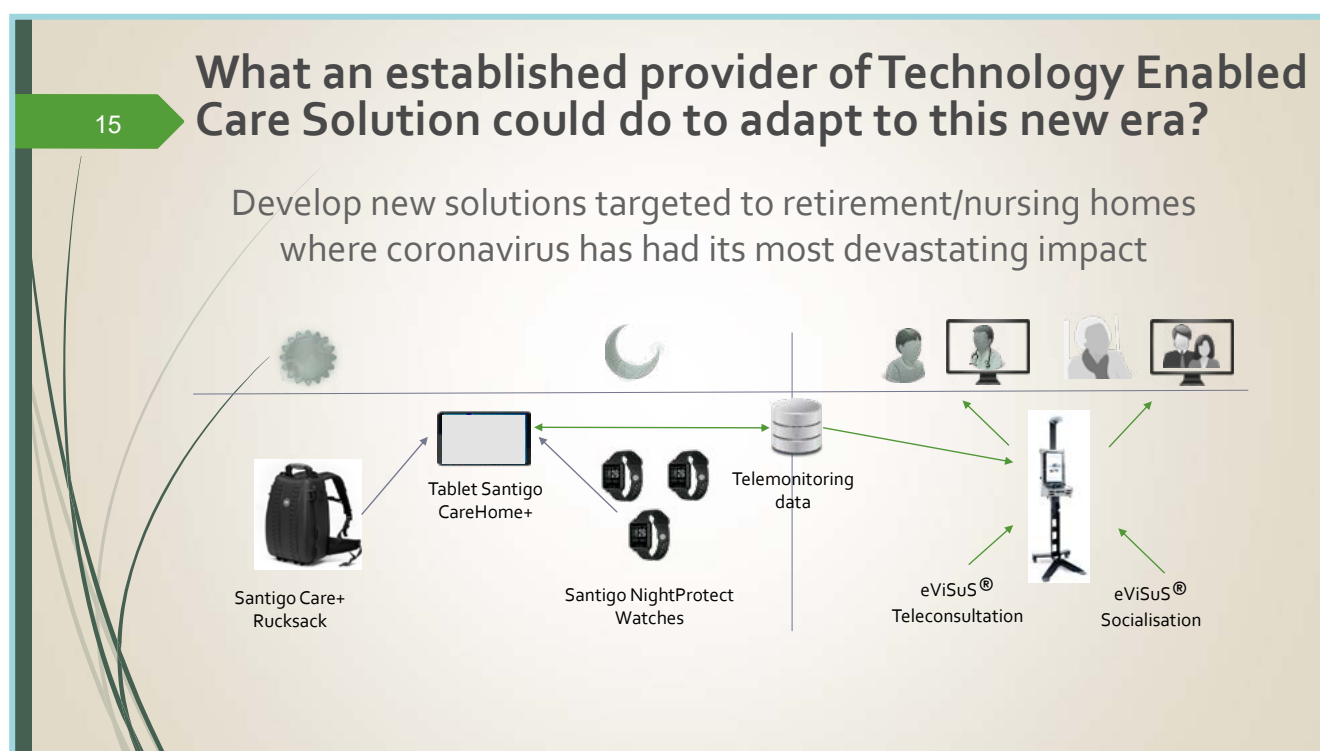 What an established provider of Technology Enabled
Care Solution could do to adapt to this new era?
15
Develop new solutions targeted to retirement/nursing homes
where coronavirus has had its most devastating impact
Tablet Santigo
CareHome+
Telemonitoring
data
Santigo Care+
Rucksack
Santigo NightProtect
Watches
eViSuS®
Teleconsultation
eViSuS®
Socialisation